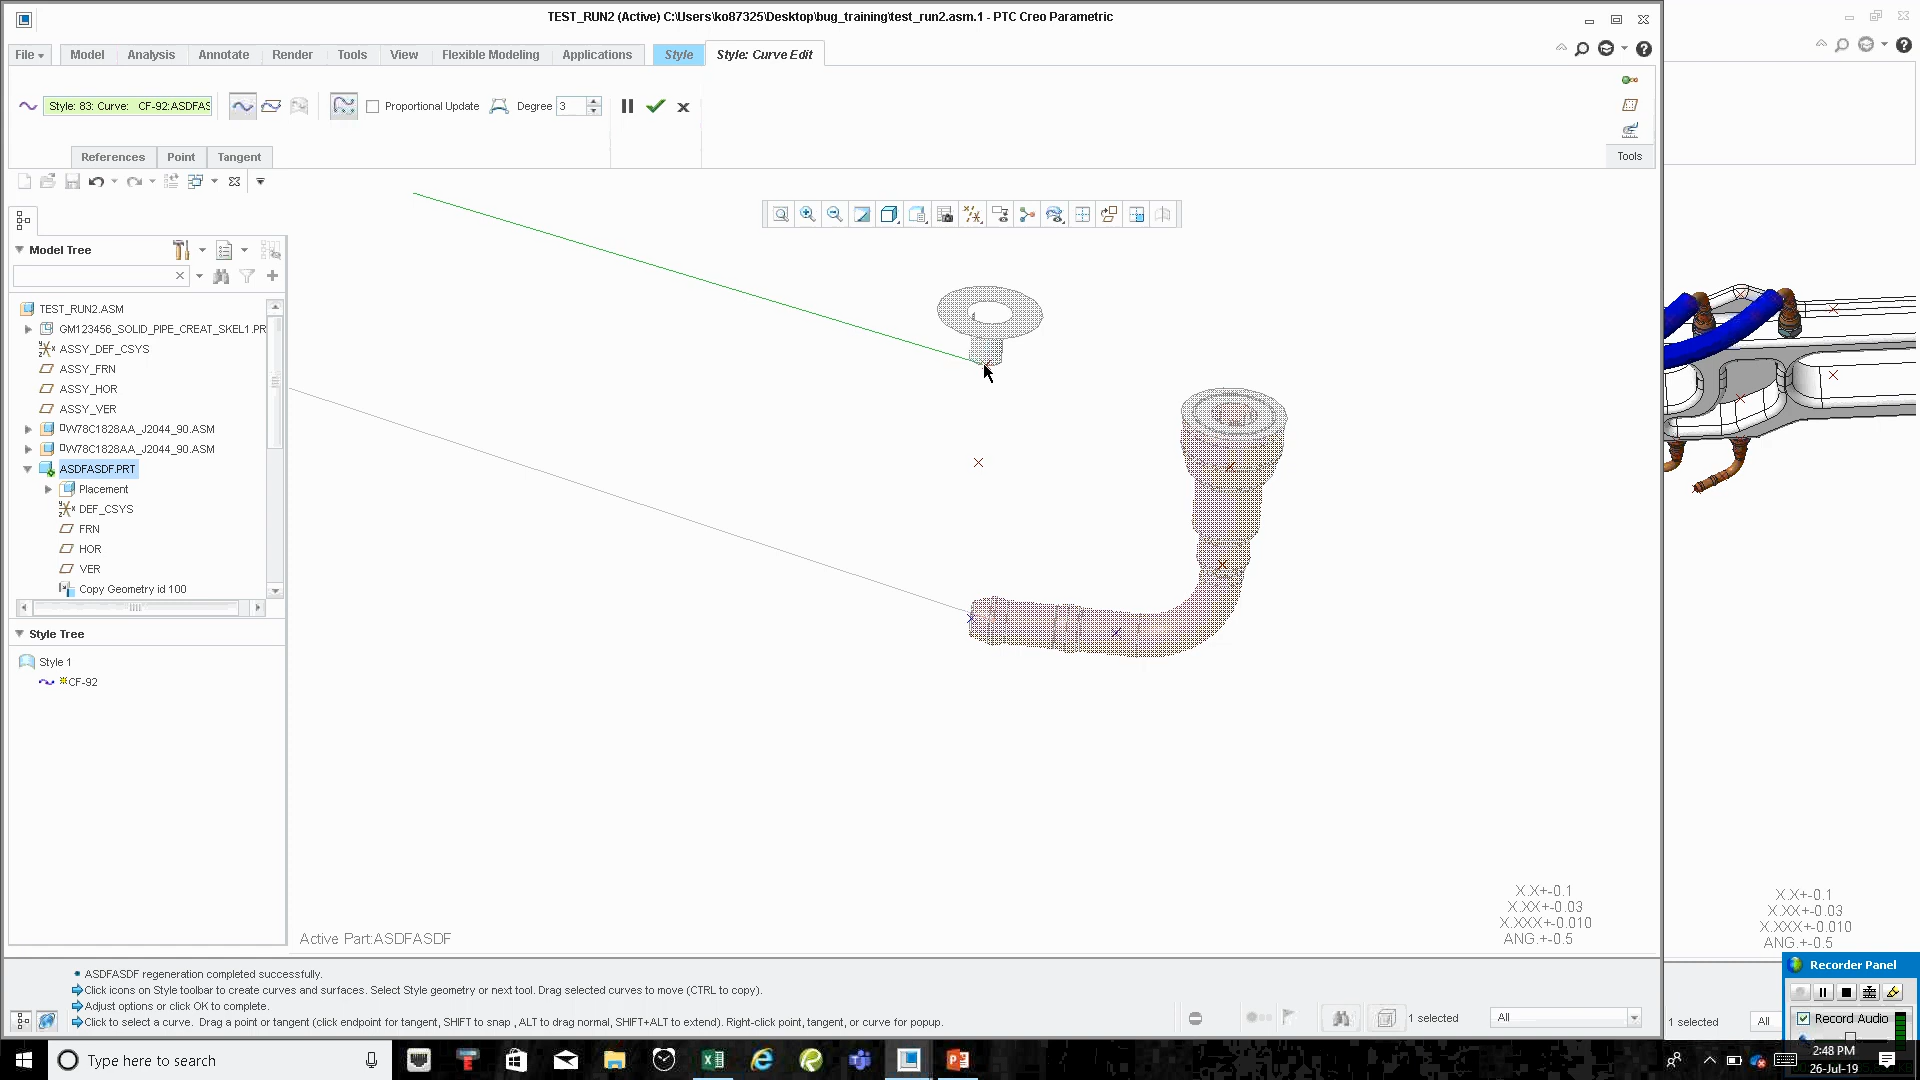 TEST_RUN2 (Active) C:\Users\ko87325\Desktop\bug_training\test_run2.asm.1 - PTC Creo Parametric
File Model Analysis Annotate Render Tools View Flexible Modeling Applications Style Style: Curve Edit
Style: 83: Curve: CF-92:ASDFAS
Proportional Update Degree 3
References Point Tangent
Tools
Model Tree
TEST_RUN2.ASM
GM123456_SOLID_PIPE_CREAT_SKEL1.PR
ASSY_DEF_CSYS
ASSY_FRN
ASSY_HOR
ASSY_VER
W78C1828AA_J2044_90.ASM
W78C1828AA_J2044_90.ASM
ASDFASDF.PRT
Placement
DEF_CSYS
FRN
HOR
VER
Copy Geometry id 100
Style Tree
Style 1
CF-92
Active Part:ASDFASDF
X.X+-0.1
X.XX+-0.03
X.XXX+-0.010
ANG.+-0.5
X.X+-0.1
X.XX+-0.03
X.XXX+-0.010
ANG.+-0.5
ASDFASDF regeneration completed successfully.
Click icons on Style toolbar to create curves and surfaces. Select Style geometry or next tool. Drag selected curves to move (CTRL to copy).
Adjust options or click OK to complete.
Click to select a curve. Drag a point or tangent (click endpoint for tangent, SHIFT to snap , ALT to drag normal, SHIFT+ALT to extend). Right-click point, tangent, or curve for popup.
1 selected All
1 selected All
Recorder Panel
Record Audio
Type here to search
2:48 PM
26-Jul-19